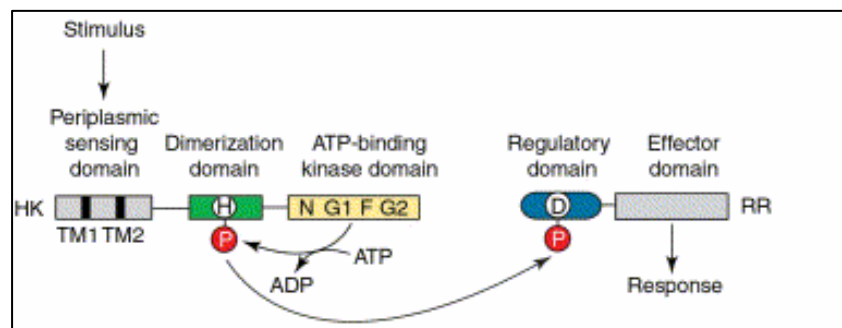 Stimulus
Periplasmic
sensing
domain
Dimerization
domain
ATP-binding
kinase domain
Regulatory
domain
Effector
domain
HK
H
N G1 F G2
D
RR
TM1 TM2
P
ATP
ADP
P
Response